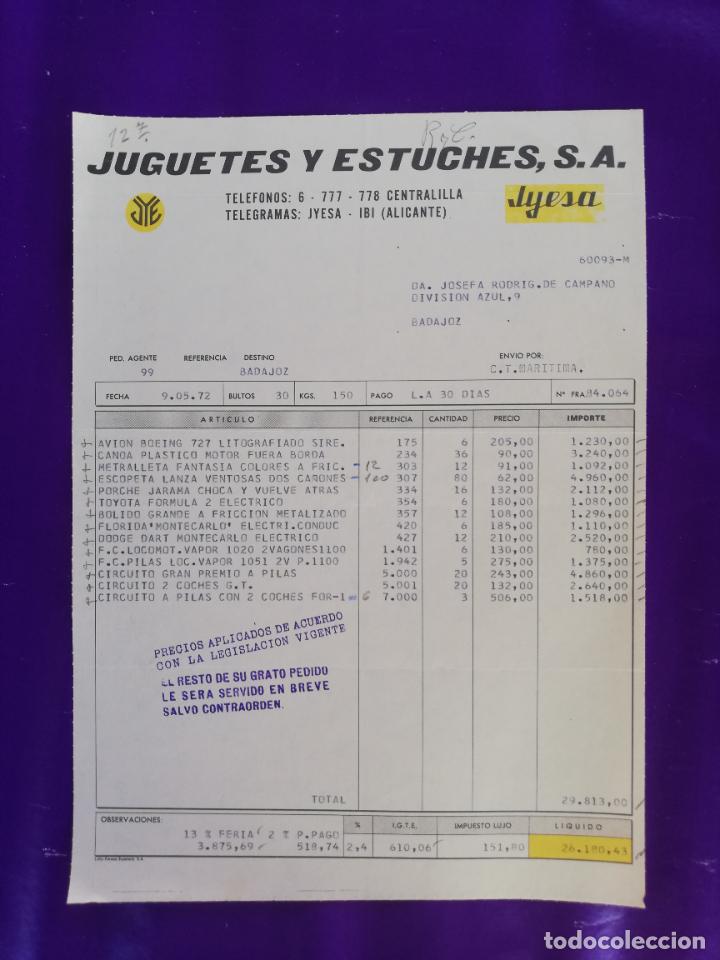 12ª
R y C.
JUGUETES Y ESTUCHES, S.A.
JYE
TELEFONOS: 6 - 777 - 778 CENTRALILLA
TELEGRAMAS: JYESA - IBI (ALICANTE)
Jyesa
60093-M
DA. JOSEFA RODRIG.DE CAMPANO
DIVISION AZUL,9
BADAJOZ
PED. AGENTE REFERENCIA DESTINO ENVIO POR:
99 BADAJOZ C.T.MARITIMA.
FECHA 9.05.72 BULTOS 30 KGS. 150 PAGO L.A 30 DIAS Nº FRA. 84.064
ARTICULO REFERENCIA CANTIDAD PRECIO IMPORTE
AVION BOEING 727 LITOGRAFIADO SIRE. 175 6 205,00 1.230,00
CANOA PLASTICO MOTOR FUERA BORDA 234 36 90,00 3.240,00
METRALLETA FANTASIA COLORES A FRIC. -12 303 12 91,00 1.092,00
ESCOPETA LANZA VENTOSAS DOS CAÑONES -100 307 80 62,00 4.960,00
PORCHE JARAMA CHOCA Y VUELVE ATRAS 334 16 132,00 2.112,00
TOYOTA FORMULA 2 ELECTRICO 354 6 180,00 1.080,00
BOLIDO GRANDE A FRICCION METALIZADO 357 12 108,00 1.296,00
FLORIDA'MONTECARLO' ELECTRI.CONDUC 420 6 185,00 1.110,00
DODGE DART MONTECARLO ELECTRICO 427 12 210,00 2.520,00
F.C.LOCOMOT.VAPOR 1020 2VAGONES1100 1.401 6 130,00 780,00
F.C.PILAS LOC.VAPOR 1051 2V P.1100 1.942 5 275,00 1.375,00
CIRCUITO GRAN PREMIO A PILAS 5.000 20 243,00 4.860,00
CIRCUITO 2 COCHES G.T. 5.001 20 132,00 2.640,00
CIRCUITO A PILAS CON 2 COCHES FOR-1 -6 7.000 3 506,00 1.518,00
PRECIOS APLICADOS DE ACUERDO
CON LA LEGISLACION VIGENTE
EL RESTO DE SU GRATO PEDIDO
LE SERA SERVIDO EN BREVE
SALVO CONTRAORDEN.
TOTAL 29.813,00
OBSERVACIONES: % I.G.T.E. IMPUESTO LUJO LIQUIDO
13 % FERIA 2 % P.PAGO
3.875,69 518,74 2,4 610,06 151,80 26.180,43
todocoleccion.net